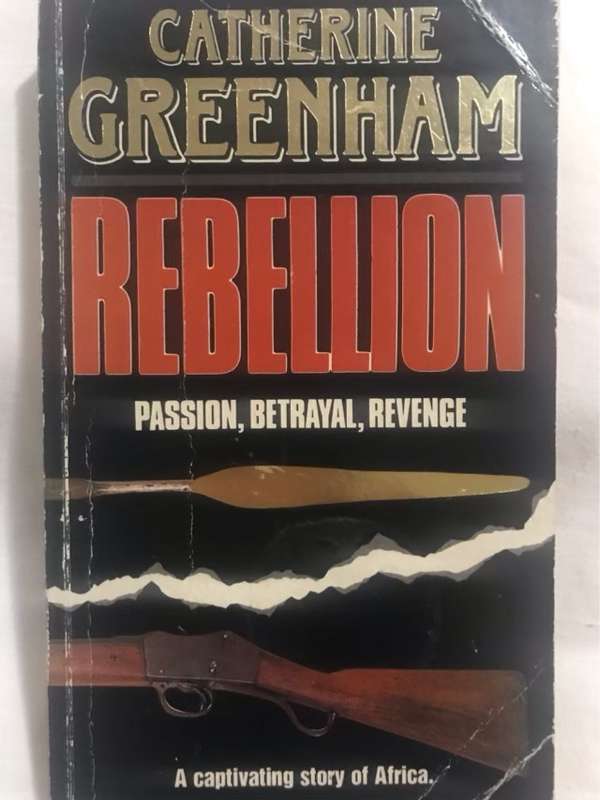 CATHERINE
GREENHAM
REBELLION
PASSION, BETRAYAL, REVENGE
A captivating story of Africa.